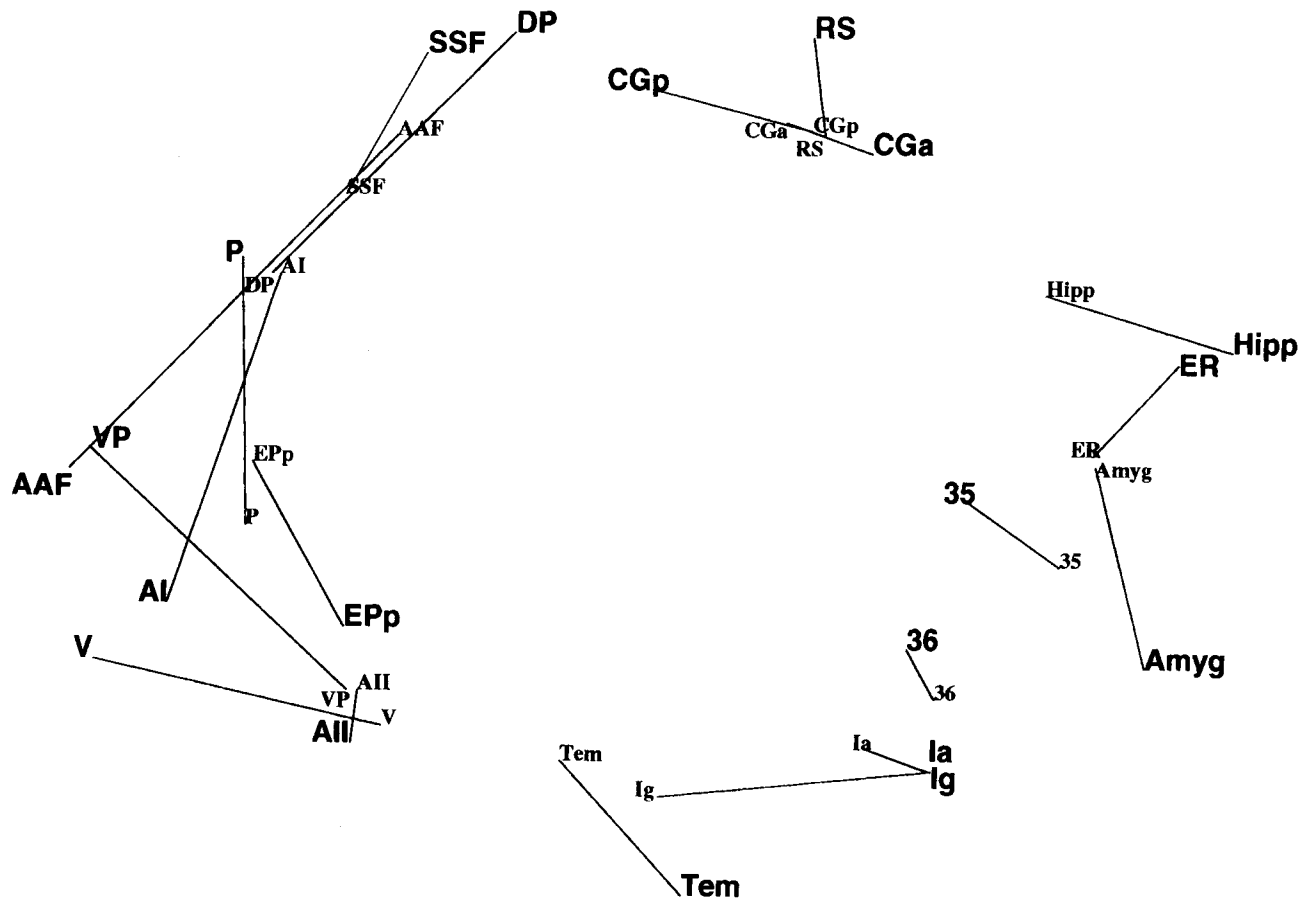 DP
RS
SSF
CGp
AAF
CGa
CGp
CGa
RS
SSF
P
AI
DP
Hipp
Hipp
ER
VP
EPp
ER
Amyg
AAF
35
P
35
AI
EPp
V
36
Amyg
AII
VP
36
V
AII
Ia
Ia
Tem
Ig
Ig
Tem